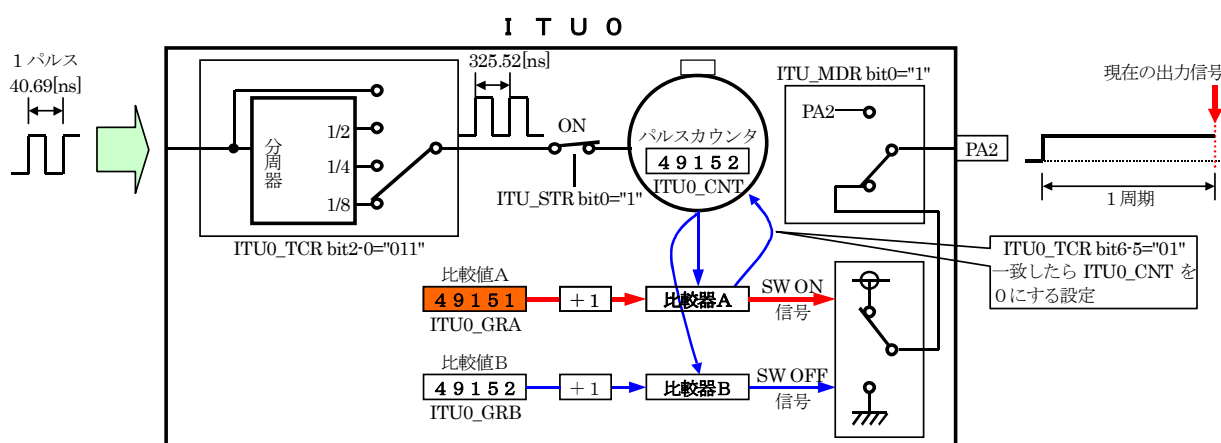 ＩＴＵ０
1 パルス
40.69[ns]
分周器
1/2
1/4
1/8
ITU0_TCR bit2-0="011"
325.52[ns]
ON
ITU_STR bit0="1"
パルスカウンタ
４９１５２
ITU0_CNT
ITU_MDR bit0="1"
PA2
PA2
現在の出力信号
1 周期
ITU0_TCR bit6-5="01"
一致したら ITU0_CNT を
０にする設定
比較値A
４９１５１
ITU0_GRA
＋1
比較器A
SW ON
信号
比較値B
４９１５２
ITU0_GRB
＋1
比較器B
SW OFF
信号